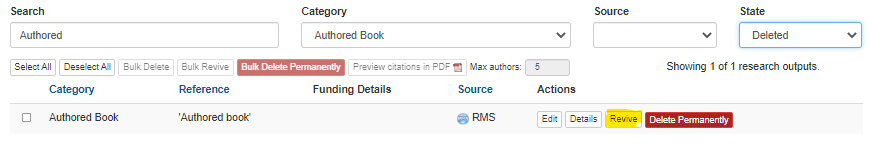 Search Category Source State
Authored Authored Book Deleted
Select All Deselect All Bulk Delete Bulk Revive Bulk Delete Permanently Preview citations in PDF Max authors: 5 Showing 1 of 1 research outputs.
Category Reference Funding Details Source Actions
Authored Book 'Authored book' RMS Edit Details Revive Delete Permanently